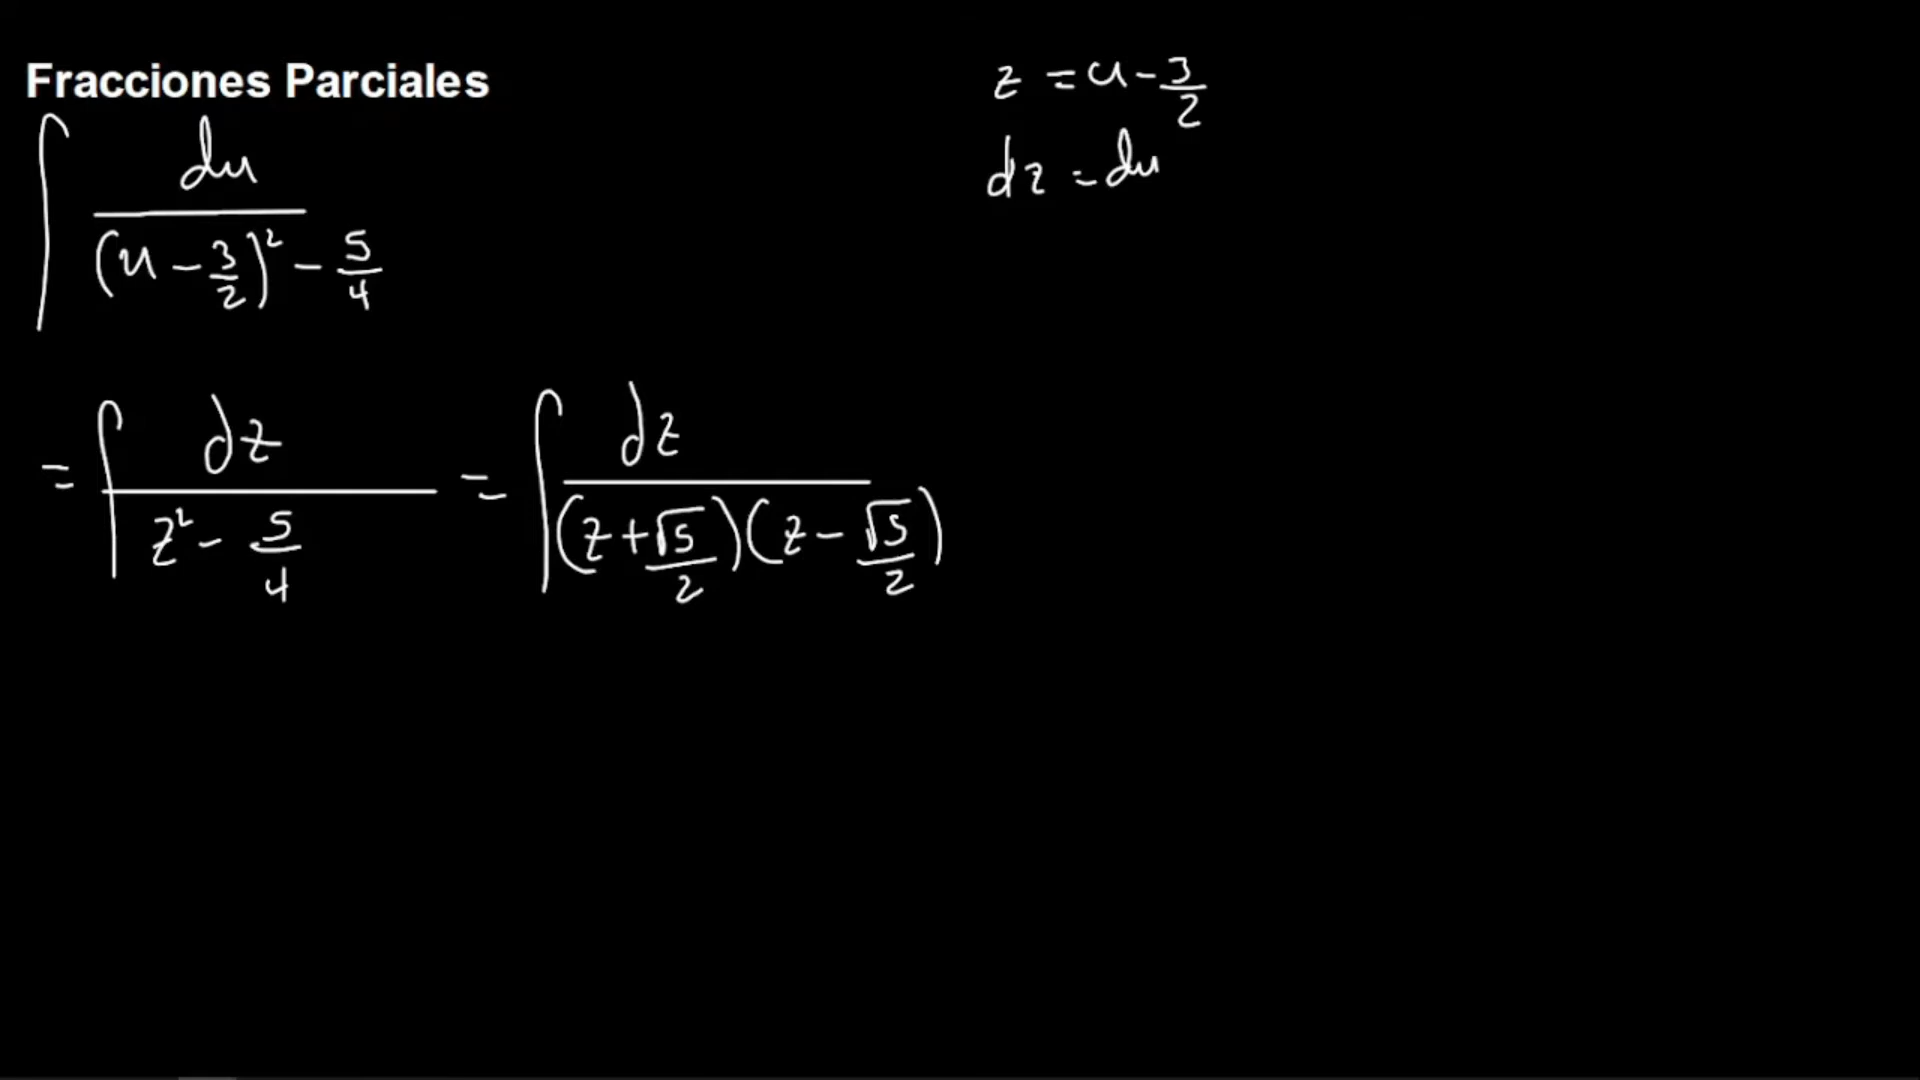 Fracciones Parciales
∫ du / ((u - 3/2)² - 5/4)
z = u - 3/2
dz = du
= ∫ dz / (z² - 5/4) = ∫ dz / ((z + √5/2)(z - √5/2))